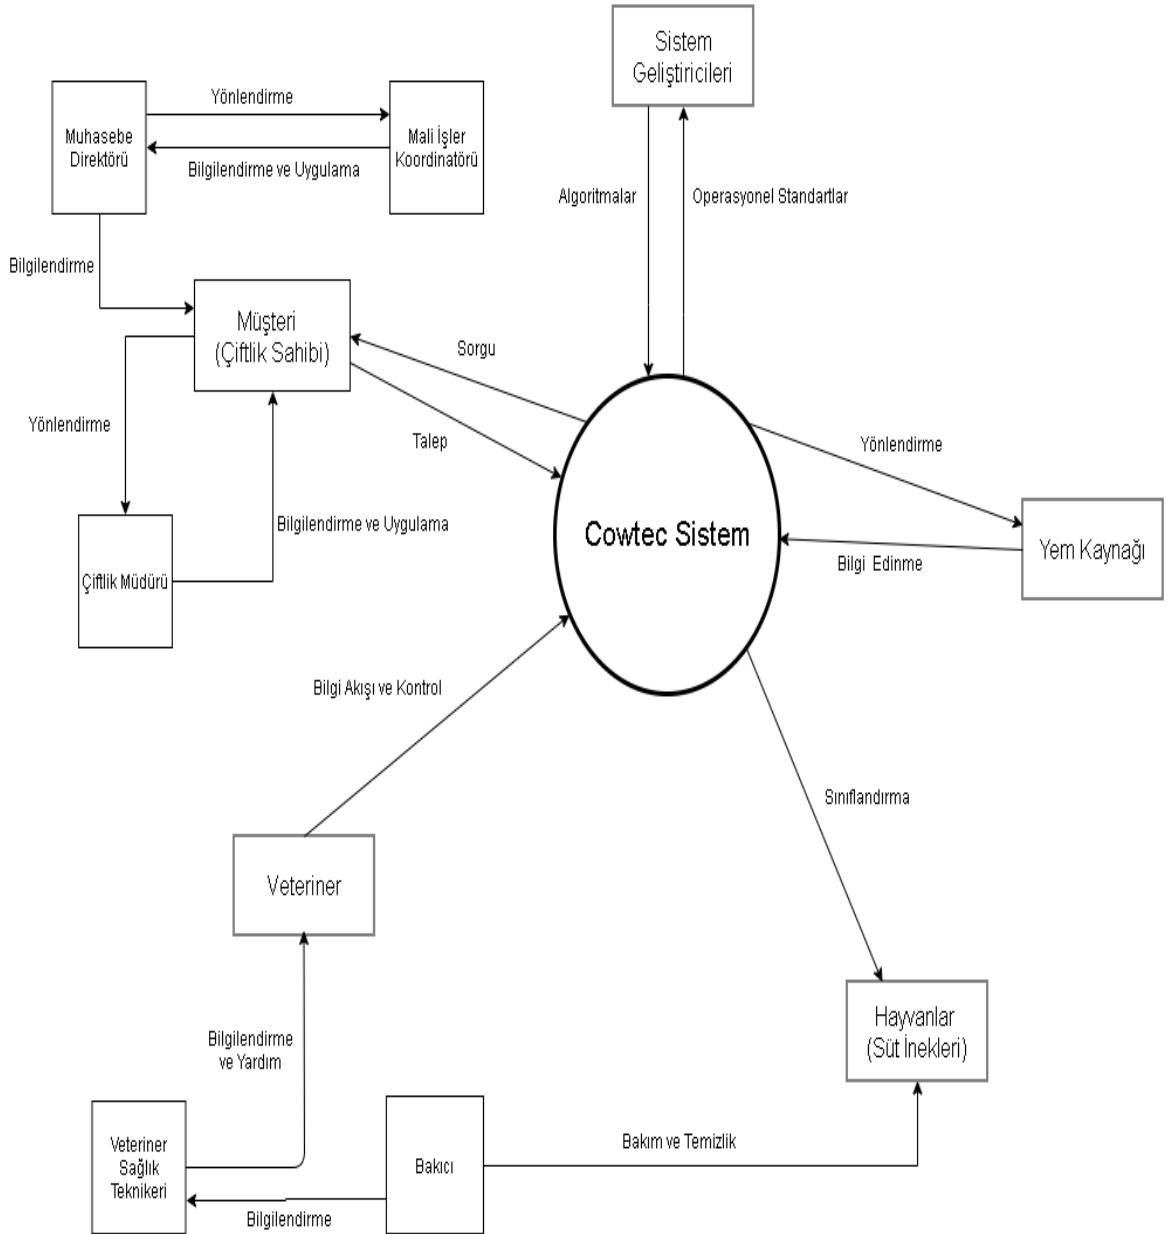 Sistem
Geliştiricileri
Yönlendirme
Muhasebe
Direktörü
Mali İşler
Koordinatörü
Bilgilendirme ve Uygulama
Algoritmalar
Operasyonel Standartlar
Bilgilendirme
Müşteri
(Çiftlik Sahibi)
Sorgu
Yönlendirme
Talep
Yönlendirme
Cowtec Sistem
Bilgilendirme ve Uygulama
Yem Kaynağı
Bilgi Edinme
Çiftlik Müdürü
Bilgi Akışı ve Kontrol
Sınıflandırma
Veteriner
Hayvanlar
(Süt İnekleri)
Bilgilendirme
ve Yardım
Veteriner
Sağlık
Teknikeri
Bakıcı
Bakım ve Temizlik
Bilgilendirme